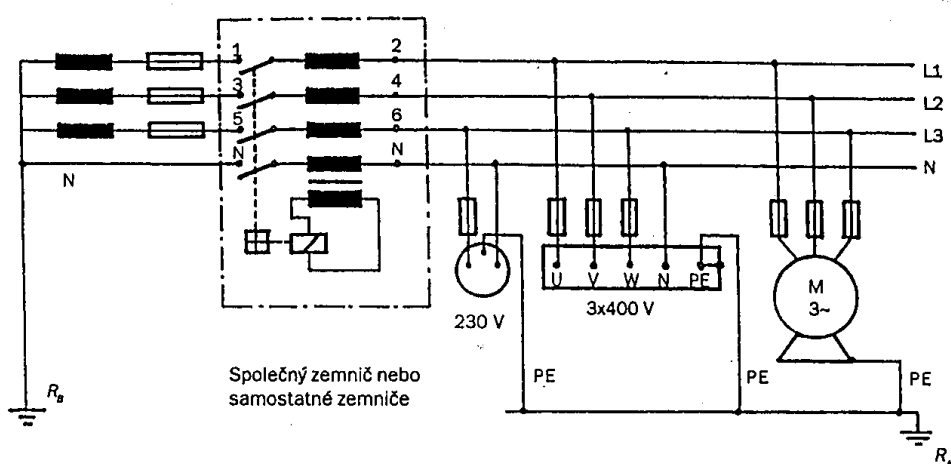 1
2
L1
3
4
L2
5
6
L3
N
N
N
N
U V W N PE
M
3~
230 V
3x400 V
Společný zemnič nebo
samostatné zemniče
PE
PE
PE
R_B
R